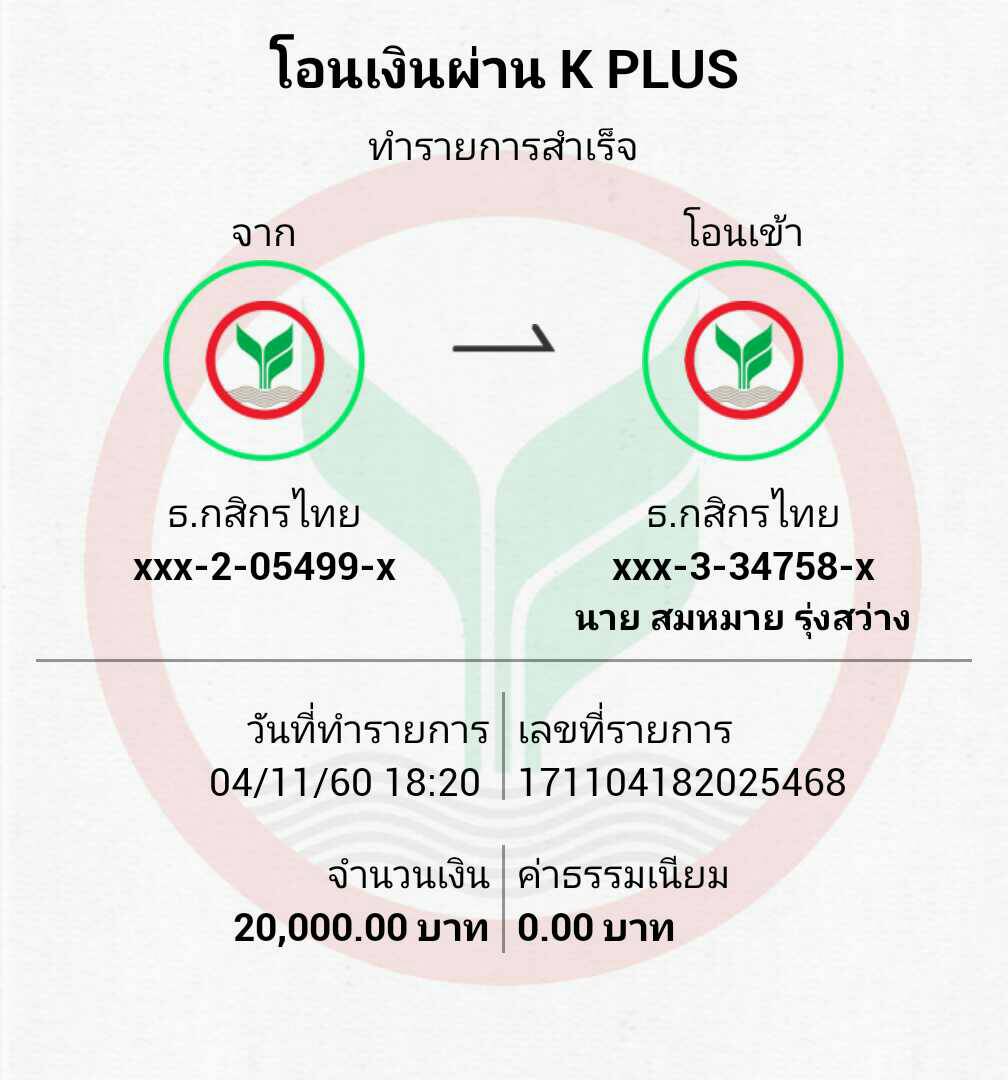 โอนเงินผ่าน K PLUS
ทำรายการสำเร็จ
จาก
โอนเข้า
ธ.กสิกรไทย
xxx-2-05499-x
ธ.กสิกรไทย
xxx-3-34758-x
นาย สมหมาย รุ่งสว่าง
วันที่ทำรายการ
04/11/60 18:20
เลขที่รายการ
171104182025468
จำนวนเงิน
20,000.00 บาท
ค่าธรรมเนียม
0.00 บาท